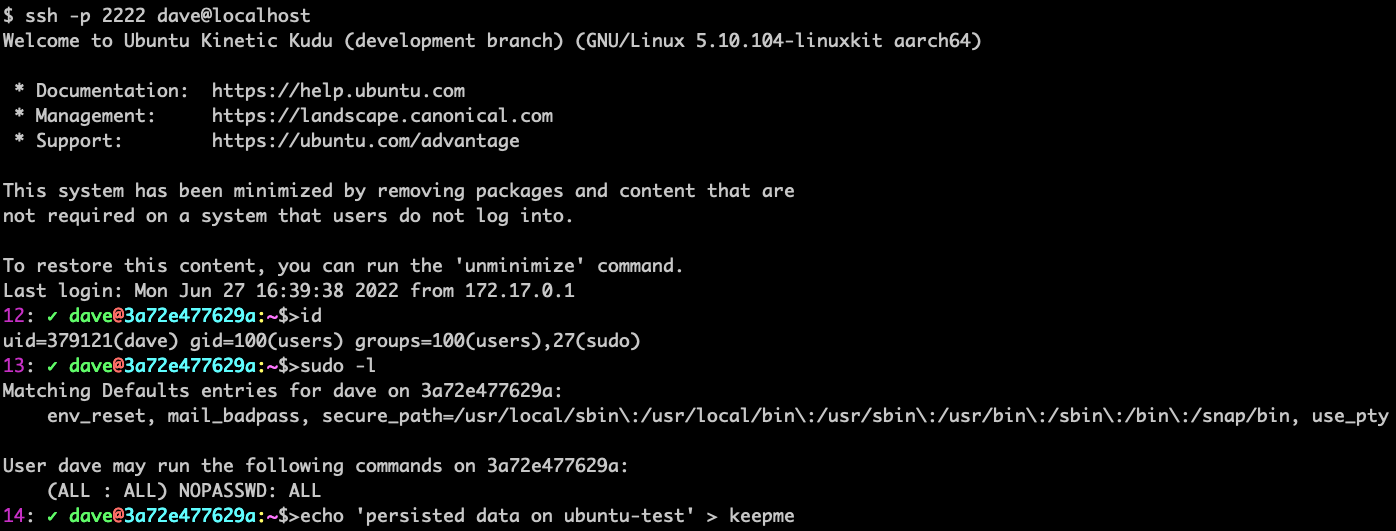 $ ssh -p 2222 dave@localhost
Welcome to Ubuntu Kinetic Kudu (development branch) (GNU/Linux 5.10.104-linuxkit aarch64)
 * Documentation:  https://help.ubuntu.com
 * Management:     https://landscape.canonical.com
 * Support:        https://ubuntu.com/advantage
This system has been minimized by removing packages and content that are
not required on a system that users do not log into.
To restore this content, you can run the 'unminimize' command.
Last login: Mon Jun 27 16:39:38 2022 from 172.17.0.1
12: ✓ dave@3a72e477629a:~$>id
uid=379121(dave) gid=100(users) groups=100(users),27(sudo)
13: ✓ dave@3a72e477629a:~$>sudo -l
Matching Defaults entries for dave on 3a72e477629a:
    env_reset, mail_badpass, secure_path=/usr/local/sbin\:/usr/local/bin\:/usr/sbin\:/usr/bin\:/sbin\:/bin\:/snap/bin, use_pty
User dave may run the following commands on 3a72e477629a:
    (ALL : ALL) NOPASSWD: ALL
14: ✓ dave@3a72e477629a:~$>echo 'persisted data on ubuntu-test' > keepme